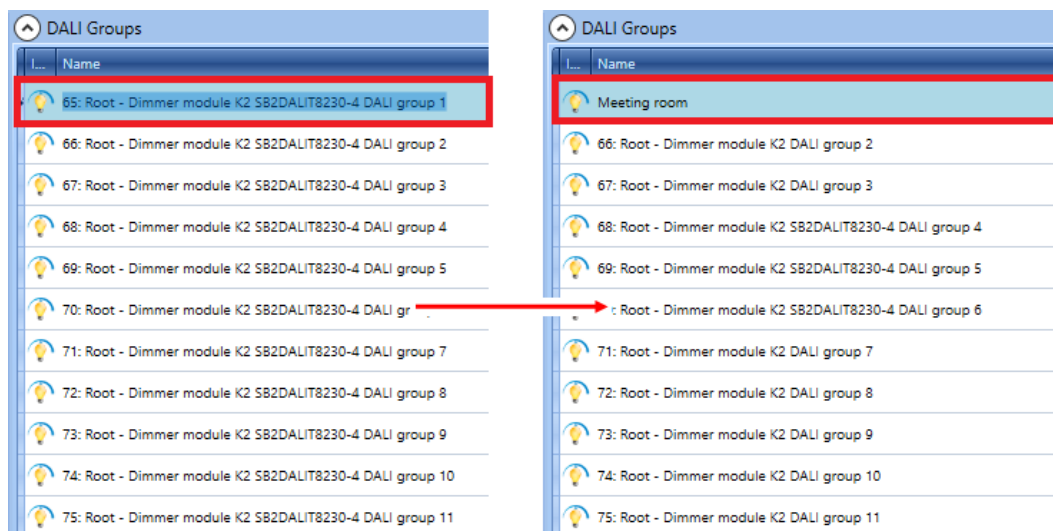 DALI Groups
I... Name
65: Root - Dimmer module K2 SB2DALIT8230-4 DALI group 1
66: Root - Dimmer module K2 SB2DALIT8230-4 DALI group 2
67: Root - Dimmer module K2 SB2DALIT8230-4 DALI group 3
68: Root - Dimmer module K2 SB2DALIT8230-4 DALI group 4
69: Root - Dimmer module K2 SB2DALIT8230-4 DALI group 5
70: Root - Dimmer module K2 SB2DALIT8230-4 DALI gr
71: Root - Dimmer module K2 SB2DALIT8230-4 DALI group 7
72: Root - Dimmer module K2 SB2DALIT8230-4 DALI group 8
73: Root - Dimmer module K2 SB2DALIT8230-4 DALI group 9
74: Root - Dimmer module K2 SB2DALIT8230-4 DALI group 10
75: Root - Dimmer module K2 SB2DALIT8230-4 DALI group 11
DALI Groups
I... Name
Meeting room
66: Root - Dimmer module K2 DALI group 2
67: Root - Dimmer module K2 DALI group 3
68: Root - Dimmer module K2 SB2DALIT8230-4 DALI group 4
69: Root - Dimmer module K2 SB2DALIT8230-4 DALI group 5
: Root - Dimmer module K2 SB2DALIT8230-4 DALI group 6
71: Root - Dimmer module K2 DALI group 7
72: Root - Dimmer module K2 DALI group 8
73: Root - Dimmer module K2 DALI group 9
74: Root - Dimmer module K2 DALI group 10
75: Root - Dimmer module K2 DALI group 11